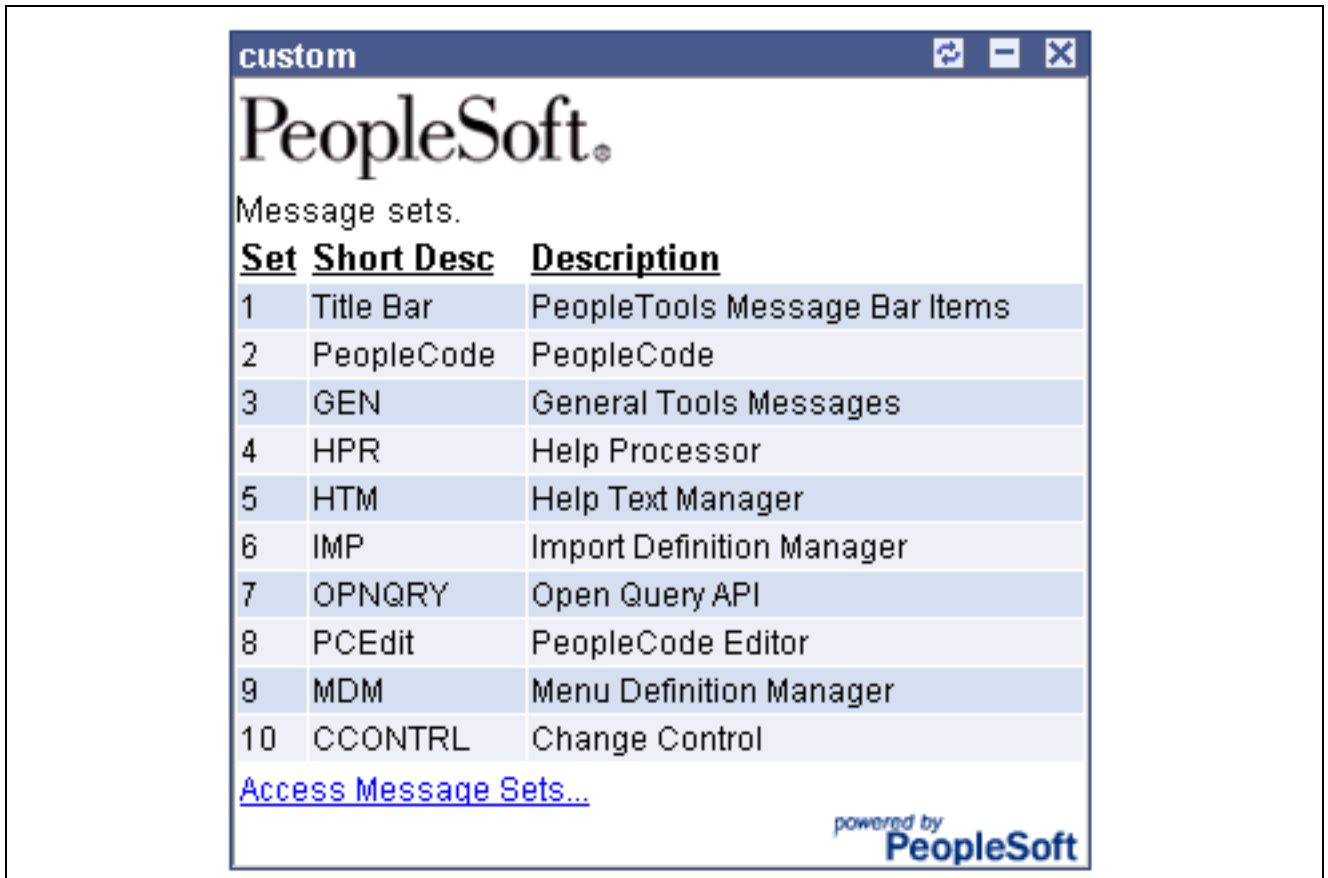 custom
PeopleSoft®
Message sets.
Set Short Desc Description
1 Title Bar PeopleTools Message Bar Items
2 PeopleCode PeopleCode
3 GEN General Tools Messages
4 HPR Help Processor
5 HTM Help Text Manager
6 IMP Import Definition Manager
7 OPNQRY Open Query API
8 PCEdit PeopleCode Editor
9 MDM Menu Definition Manager
10 CCONTRL Change Control
Access Message Sets...
powered by
PeopleSoft